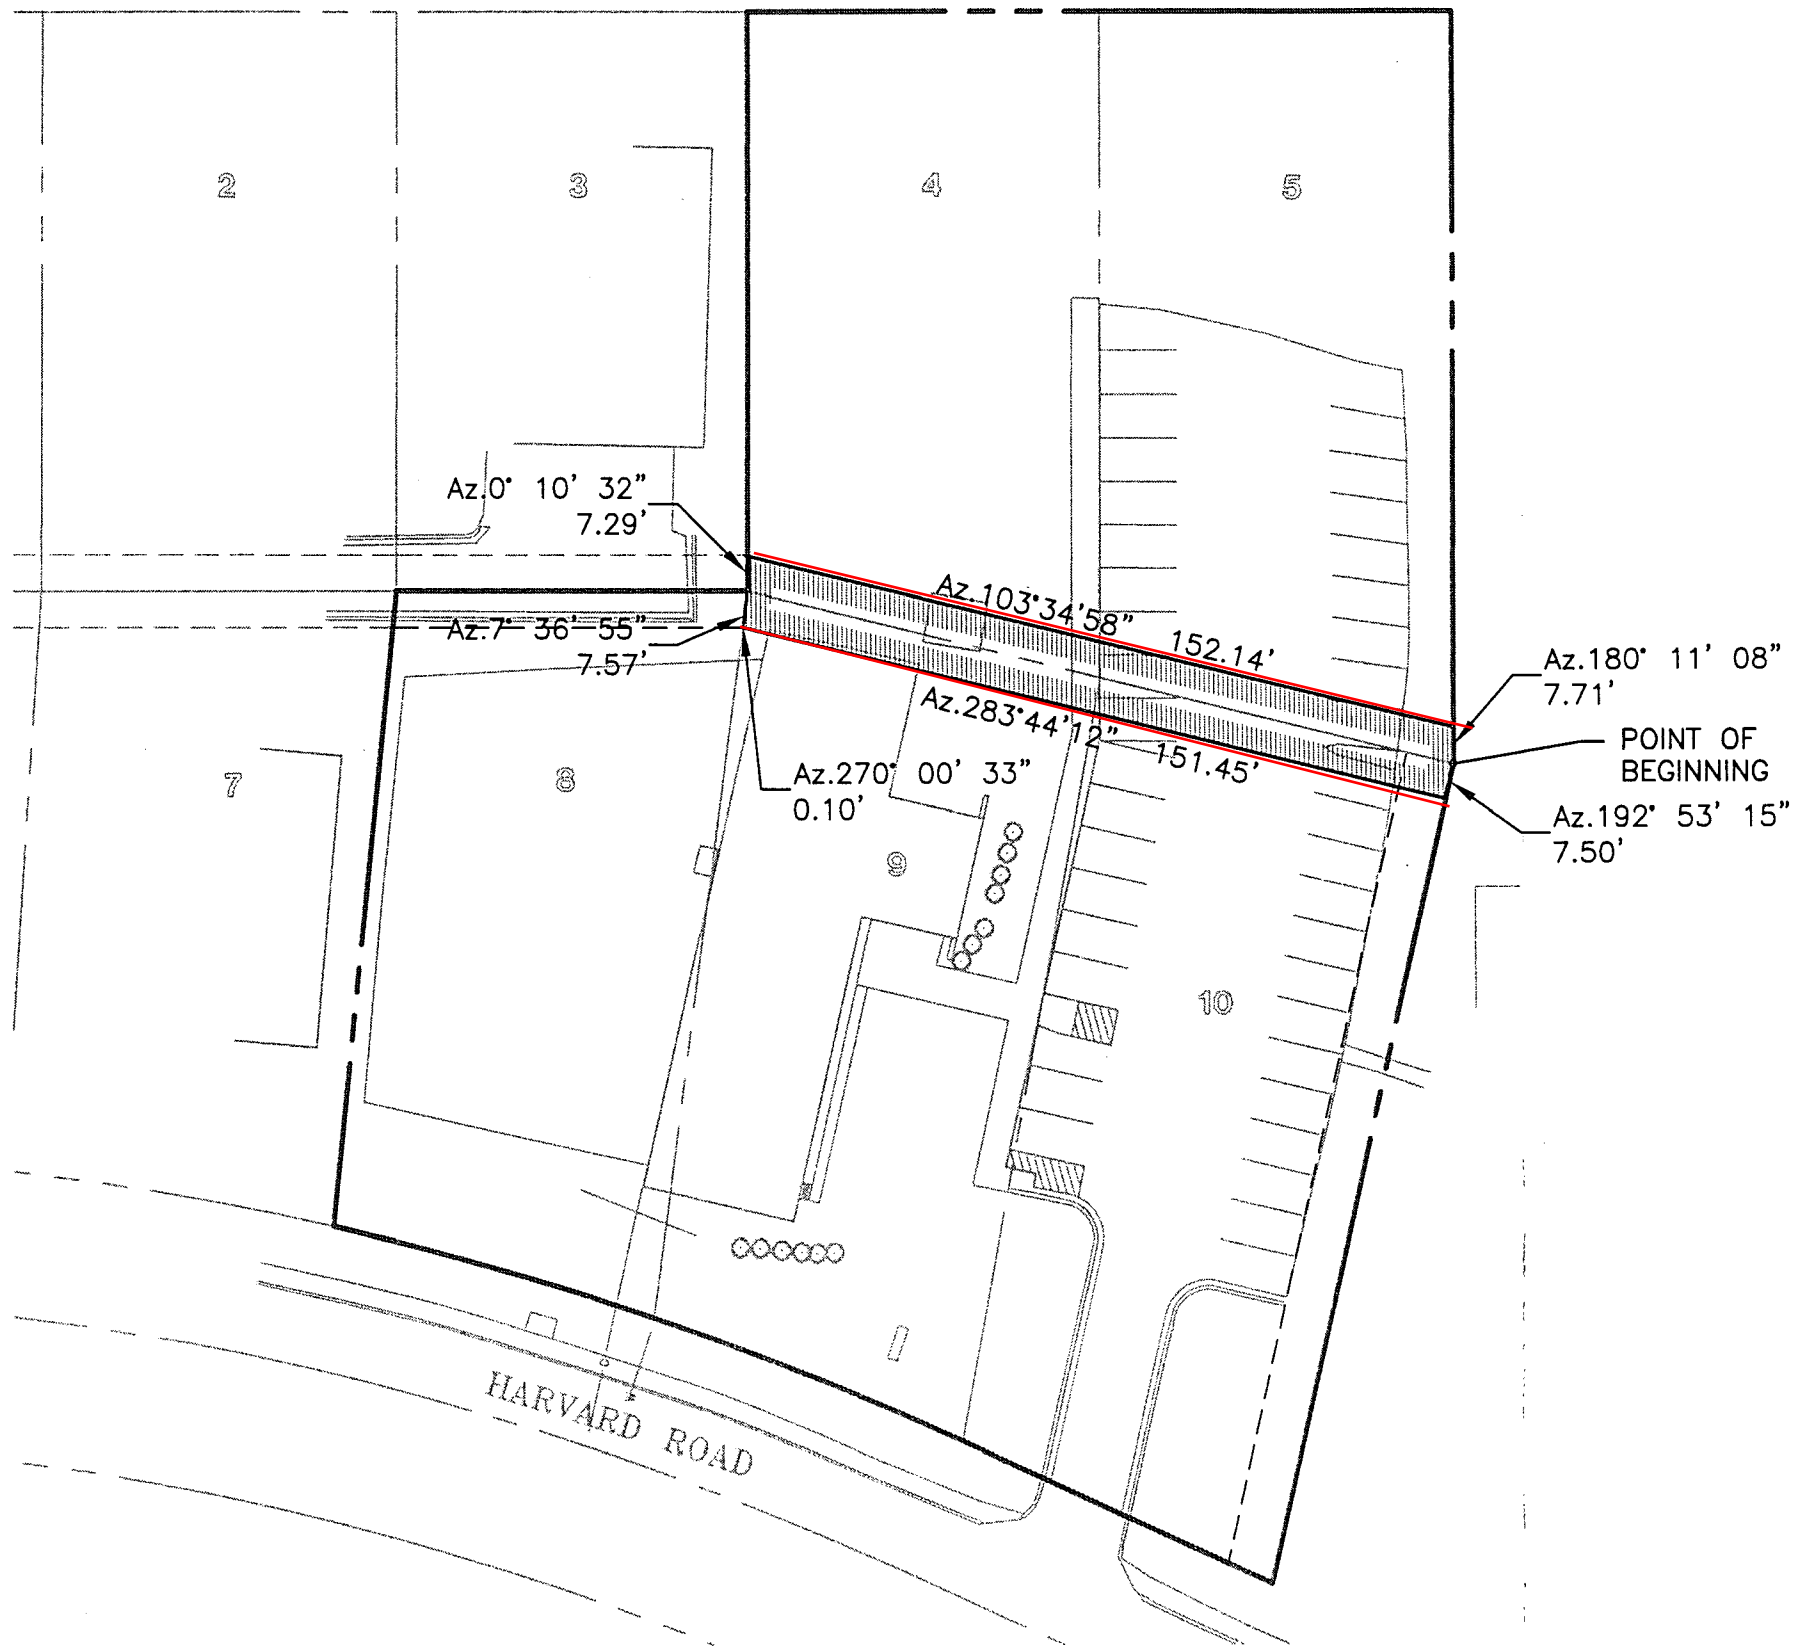 2
3
4
5
Az.0° 10' 32"
7.29'
Az.103°34'58"
152.14'
Az.7° 36' 55"
7.57'
Az.180° 11' 08"
7.71'
Az.283°44'12"
151.45'
POINT OF
BEGINNING
Az.270° 00' 33"
0.10'
Az.192° 53' 15"
7.50'
7
8
9
10
HARVARD ROAD